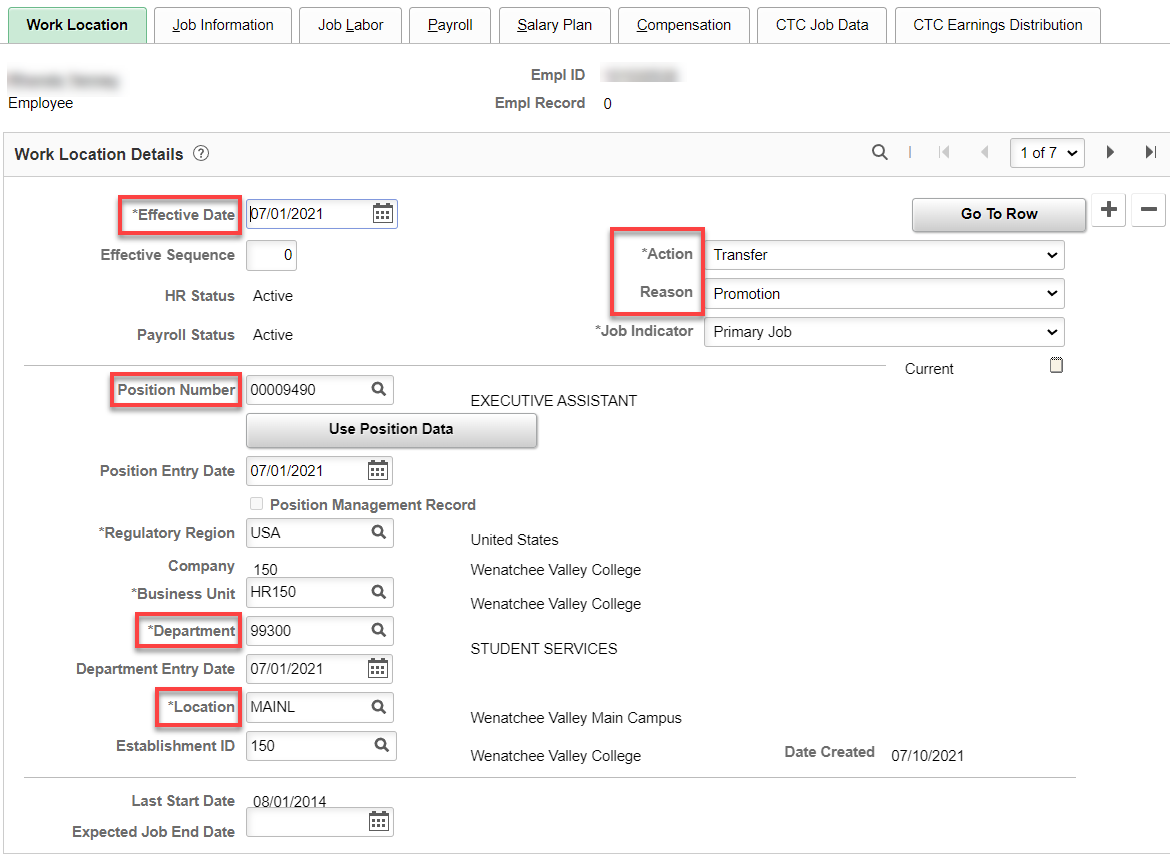 Work Location Job Information Job Labor Payroll Salary Plan Compensation CTC Job Data CTC Earnings Distribution
Empl ID
Employee Empl Record 0
Work Location Details ? 1 of 7
*Effective Date 07/01/2021 Go To Row
Effective Sequence 0 *Action Transfer
HR Status Active Reason Promotion
Payroll Status Active *Job Indicator Primary Job
Current
Position Number 00009490 EXECUTIVE ASSISTANT
Use Position Data
Position Entry Date 07/01/2021
Position Management Record
*Regulatory Region USA United States
Company 150 Wenatchee Valley College
*Business Unit HR150 Wenatchee Valley College
*Department 99300 STUDENT SERVICES
Department Entry Date 07/01/2021
*Location MAINL Wenatchee Valley Main Campus
Establishment ID 150 Wenatchee Valley College Date Created 07/10/2021
Last Start Date 08/01/2014
Expected Job End Date